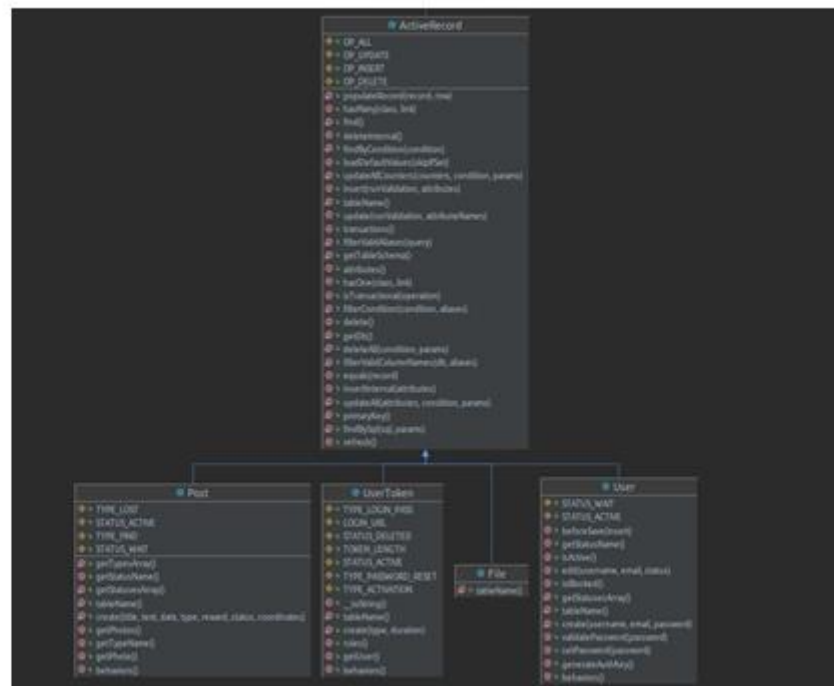 ActiveRecord
OP_ALL
OP_UPDATE
OP_INSERT
OP_DELETE
populateRecord(record, row)
hasMany(class, link)
find()
deleteInternal()
findByCondition(condition)
loadDefaultValues(skipIfSet)
updateAllCounters(counters, condition, params)
insert(runValidation, attributes)
tableName()
update(runValidation, attributeNames)
transactions()
filterValidAliases(query)
getTableSchema()
attributes()
hasOne(class, link)
isTransactional(operation)
filterCondition(condition, aliases)
delete()
getDb()
deleteAll(condition, params)
filterValidColumnNames(db, aliases)
equals(record)
insertInternal(attributes)
updateAll(attributes, condition, params)
primaryKey()
findBySql(sql, params)
refresh()
Post
TYPE_LOST
STATUS_ACTIVE
TYPE_FIND
STATUS_WAIT
getTypesArray()
getStatusName()
getStatusesArray()
tableName()
create(title, text, date, type, reward, status, coordinates)
getPhotos()
getTypeName()
getPhoto()
behaviors()
UserToken
TYPE_LOGIN_PASS
LOGIN_URL
STATUS_DELETED
TOKEN_LENGTH
STATUS_ACTIVE
TYPE_PASSWORD_RESET
TYPE_ACTIVATION
__toString()
tableName()
create(type, duration)
rules()
getUser()
behaviors()
File
tableName()
User
STATUS_WAIT
STATUS_ACTIVE
beforeSave(insert)
getStatusName()
isActive()
edit(username, email, status)
isBlocked()
getStatusesArray()
tableName()
create(username, email, password)
validatePassword(password)
setPassword(password)
generateAuthKey()
behaviors()